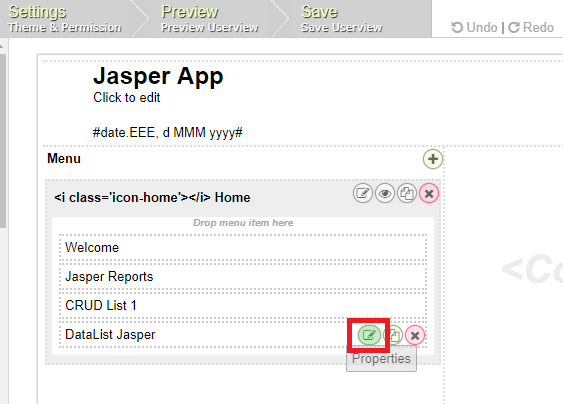 Settings
Theme & Permission
Preview
Preview Userview
Save
Save Userview
Undo | Redo
Jasper App
Click to edit
#date.EEE, d MMM yyyy#
Menu
<i class='icon-home'></i> Home
Drop menu item here
Welcome
Jasper Reports
CRUD List 1
DataList Jasper
Properties
<Co